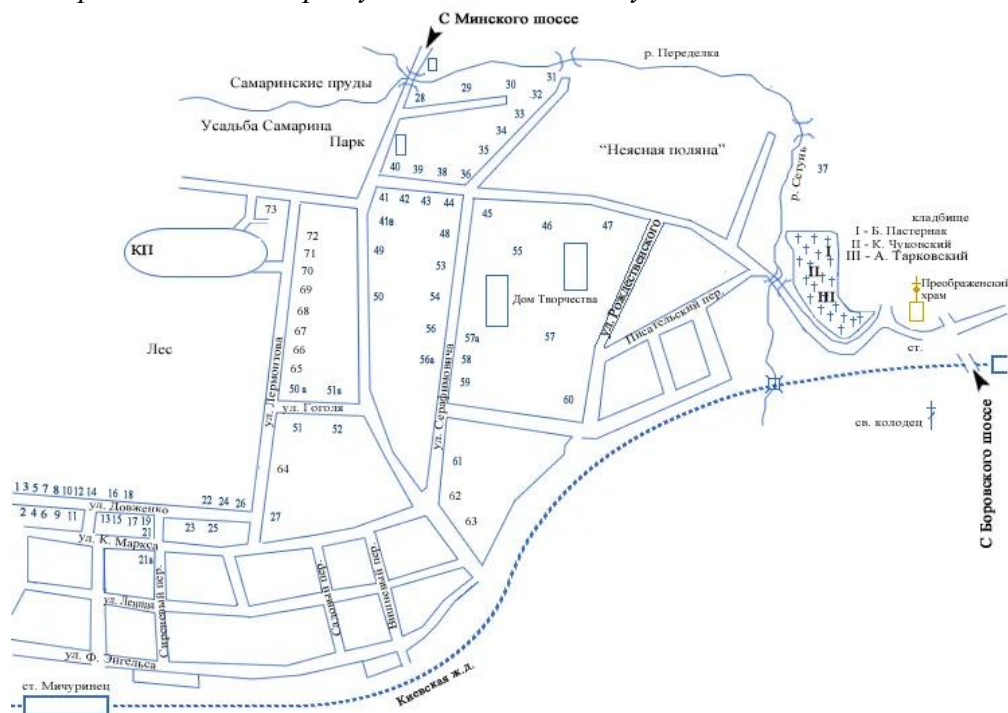 С Минского шоссе
р. Переделка
Самаринские пруды
28
29
30
31
32
33
34
35
Усадьба Самарина
Парк
40
39
38
36
"Неясная поляна"
р. Сетунь
37
41
42
43
44
45
46
47
73
КП
41в
49
48
72
71
70
69
68
67
66
65
50
53
54
55
56
56в
57а
58
59
57
60
Дом Творчества
ул. Рождественского
Писательский пер.
кладбище
I - Б. Пастернак
II - К. Чуковский
III - А. Тарковский
I
II
III
Преображенский
храм
ст.
св. колодец
С Боровского шоссе
Лес
ул. Лермонтова
50 в
51в
ул. Гоголя
51
52
ул. Серафимовича
64
61
62
63
1 3 5 7 8 10 12 14 16 18 22 24 26
ул. Довженко
2 4 6 9 11 13 15 17 19 23 25 27
21
ул. К. Маркса
21в
ул. Ленина
Сиреневый пер.
Садовый пер.
Вишневый пер.
ул. Ф. Энгельса
ст. Мичуринец
Киевская ж.д.